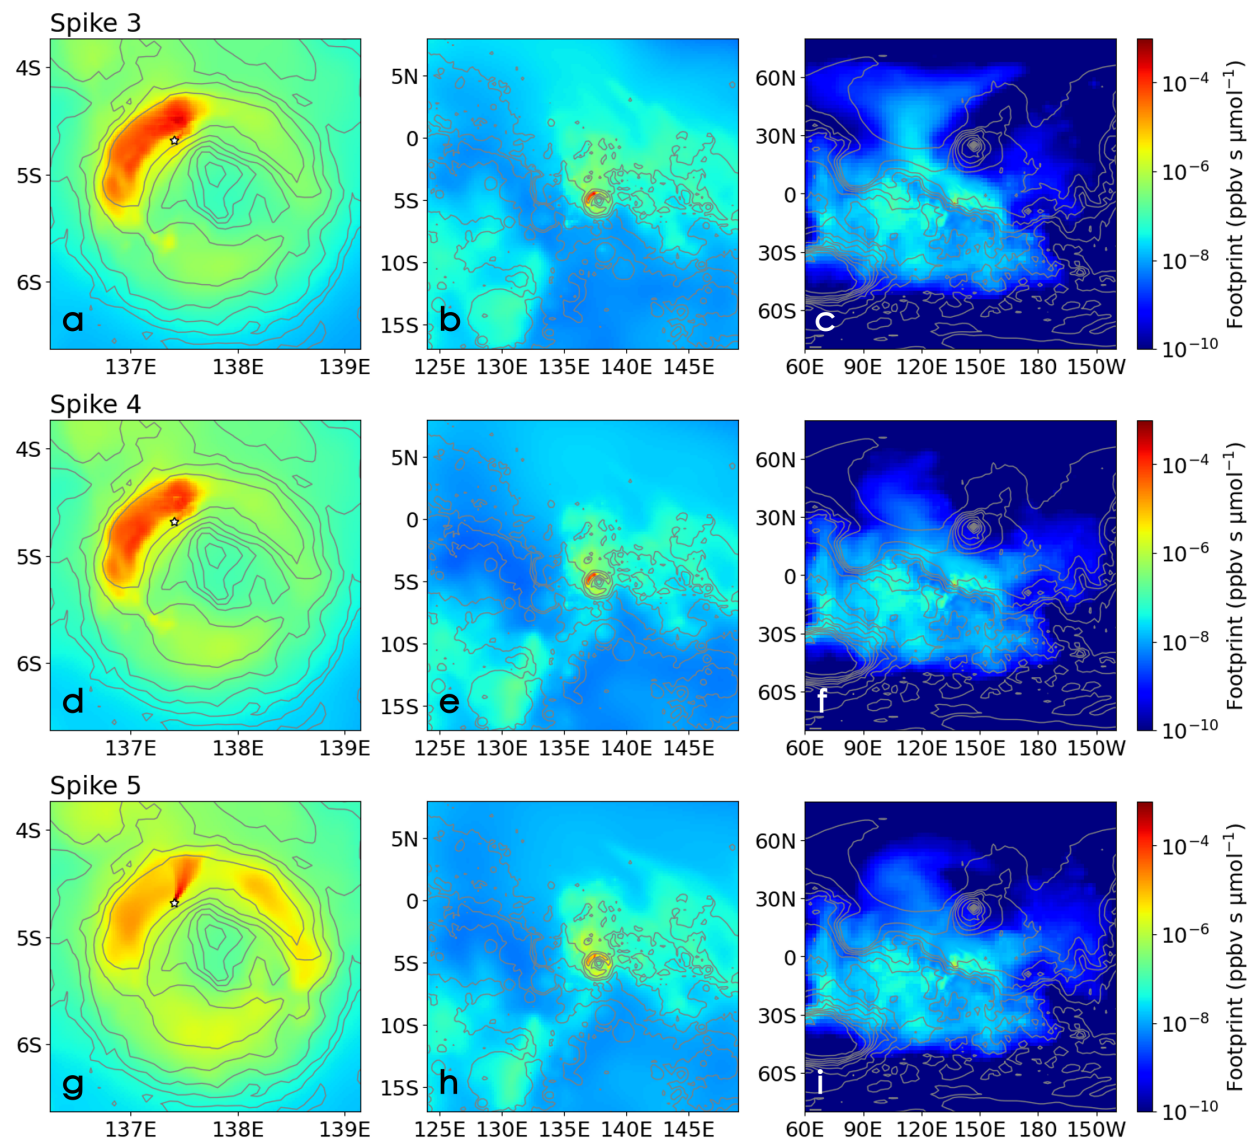 Spike 3
4S
5S
6S
a
137E 138E 139E
5N
0
5S
10S
15S
b
125E 130E 135E 140E 145E
60N
30N
0
30S
60S
c
60E 90E 120E 150E 180 150W
10−4
10−6
10−8
10−10
Footprint (ppbv s µmol−1)
Spike 4
4S
5S
6S
d
137E 138E 139E
5N
0
5S
10S
15S
e
125E 130E 135E 140E 145E
60N
30N
0
30S
60S
f
60E 90E 120E 150E 180 150W
10−4
10−6
10−8
10−10
Footprint (ppbv s µmol−1)
Spike 5
4S
5S
6S
g
137E 138E 139E
5N
0
5S
10S
15S
h
125E 130E 135E 140E 145E
60N
30N
0
30S
60S
i
60E 90E 120E 150E 180 150W
10−4
10−6
10−8
10−10
Footprint (ppbv s µmol−1)